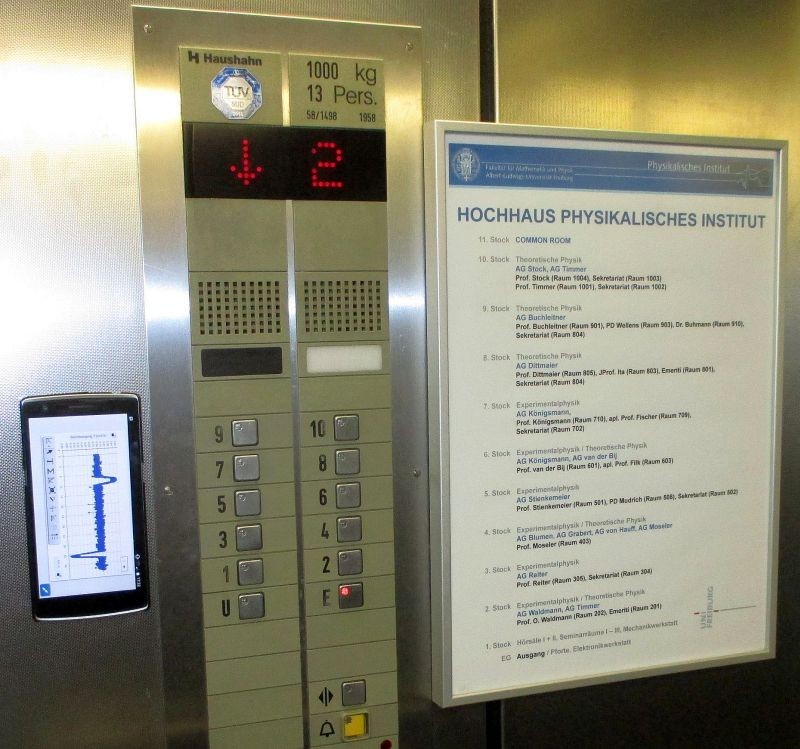 Haushahn
TÜV
SÜD
1000 kg
13 Pers.
58/1498 1958
2
9 10
7 8
5 6
3 4
1 2
U E
Fakultät für Mathematik und Physik
Albert-Ludwigs-Universität Freiburg
Physikalisches Institut
HOCHHAUS PHYSIKALISCHES INSTITUT
11. Stock COMMON ROOM
10. Stock Theoretische Physik
AG Stock, AG Timmer
Prof. Stock (Raum 1004), Sekretariat (Raum 1003)
Prof. Timmer (Raum 1001), Sekretariat (Raum 1002)
9. Stock Theoretische Physik
AG Buchleitner
Prof. Buchleitner (Raum 901), PD Wellens (Raum 903), Dr. Buhmann (Raum 910),
Sekretariat (Raum 804)
8. Stock Theoretische Physik
AG Dittmaier
Prof. Dittmaier (Raum 805), JProf. Ita (Raum 803), Emeriti (Raum 801),
Sekretariat (Raum 804)
7. Stock Experimentalphysik
AG Königsmann,
Prof. Königsmann (Raum 710), apl. Prof. Fischer (Raum 709),
Sekretariat (Raum 702)
6. Stock Experimentalphysik / Theoretische Physik
AG Königsmann, AG van der Bij
Prof. van der Bij (Raum 601), apl. Prof. Filk (Raum 603)
5. Stock Experimentalphysik
AG Stienkemeier
Prof. Stienkemeier (Raum 501), PD Mudrich (Raum 508), Sekretariat (Raum 502)
4. Stock Experimentalphysik / Theoretische Physik
AG Blumen, AG Grabert, AG von Hauff, AG Moseler
Prof. Moseler (Raum 403)
3. Stock Experimentalphysik
AG Reiter
Prof. Reiter (Raum 305), Sekretariat (Raum 304)
2. Stock Experimentalphysik / Theoretische Physik
AG Waldmann, AG Timmer
Prof. O. Waldmann (Raum 202), Emeriti (Raum 201)
1. Stock Hörsäle I + II, Seminarräume I – III, Mechanikwerkstatt
EG Ausgang / Pforte, Elektronikwerkstatt
UNI
FREIBURG